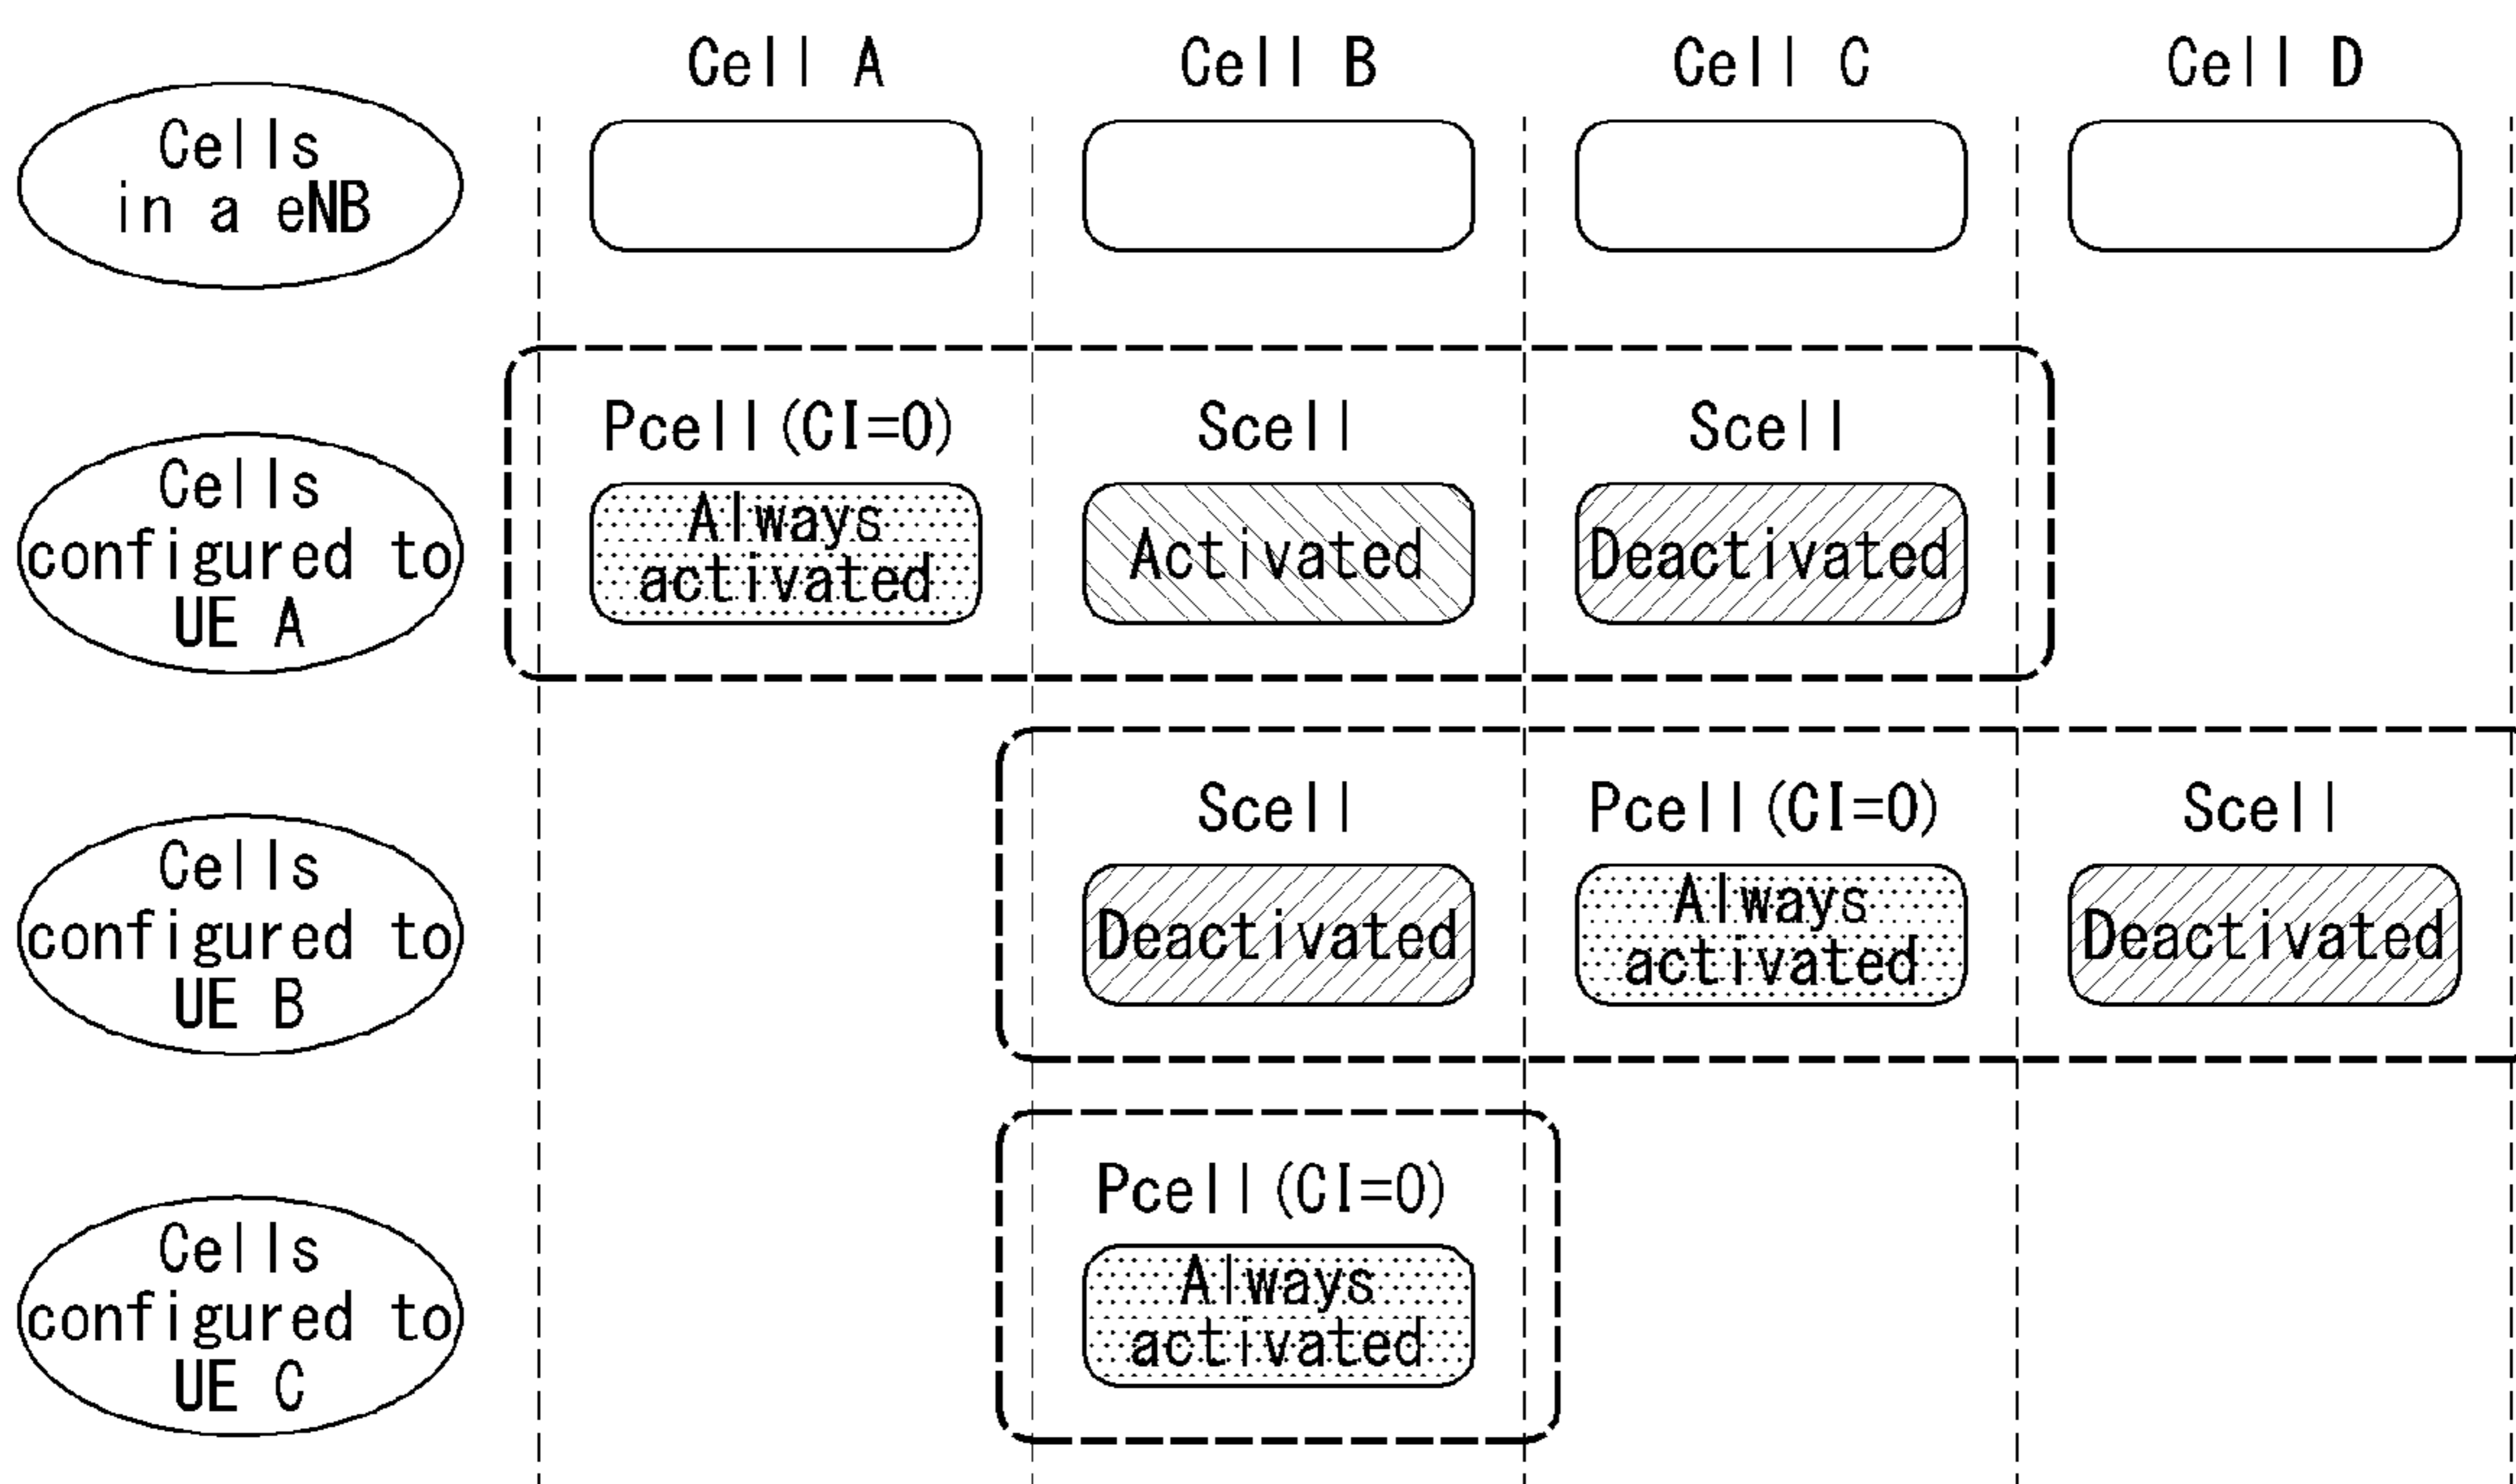 Cell A Cell B Cell C Cell D
Cells
in a eNB
Pcell(CI=0) Scell Scell
Cells
configured to
UE A
Always
activated
Activated
Deactivated
Scell Pcell(CI=0) Scell
Cells
configured to
UE B
Deactivated
Always
activated
Deactivated
Pcell(CI=0)
Cells
configured to
UE C
Always
activated